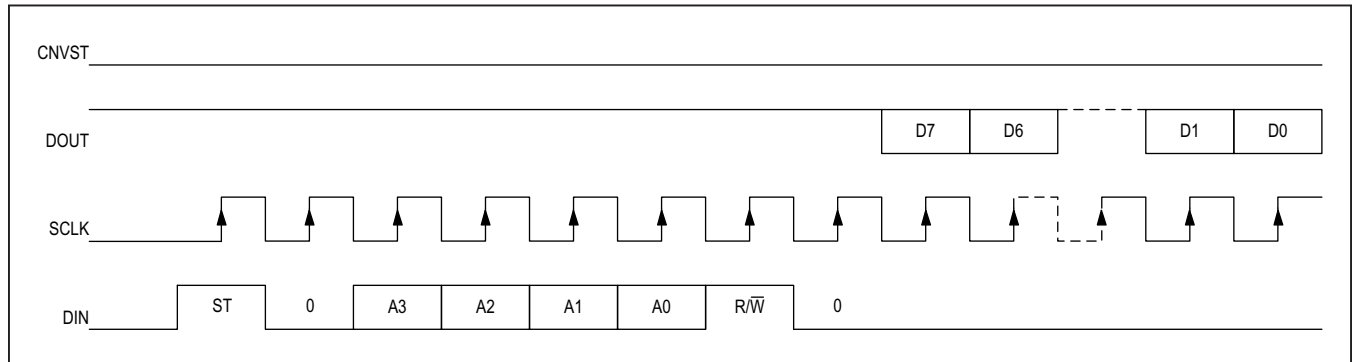 CNVST
DOUT D7 D6 D1 D0
SCLK
DIN ST 0 A3 A2 A1 A0 R/W̅ 0